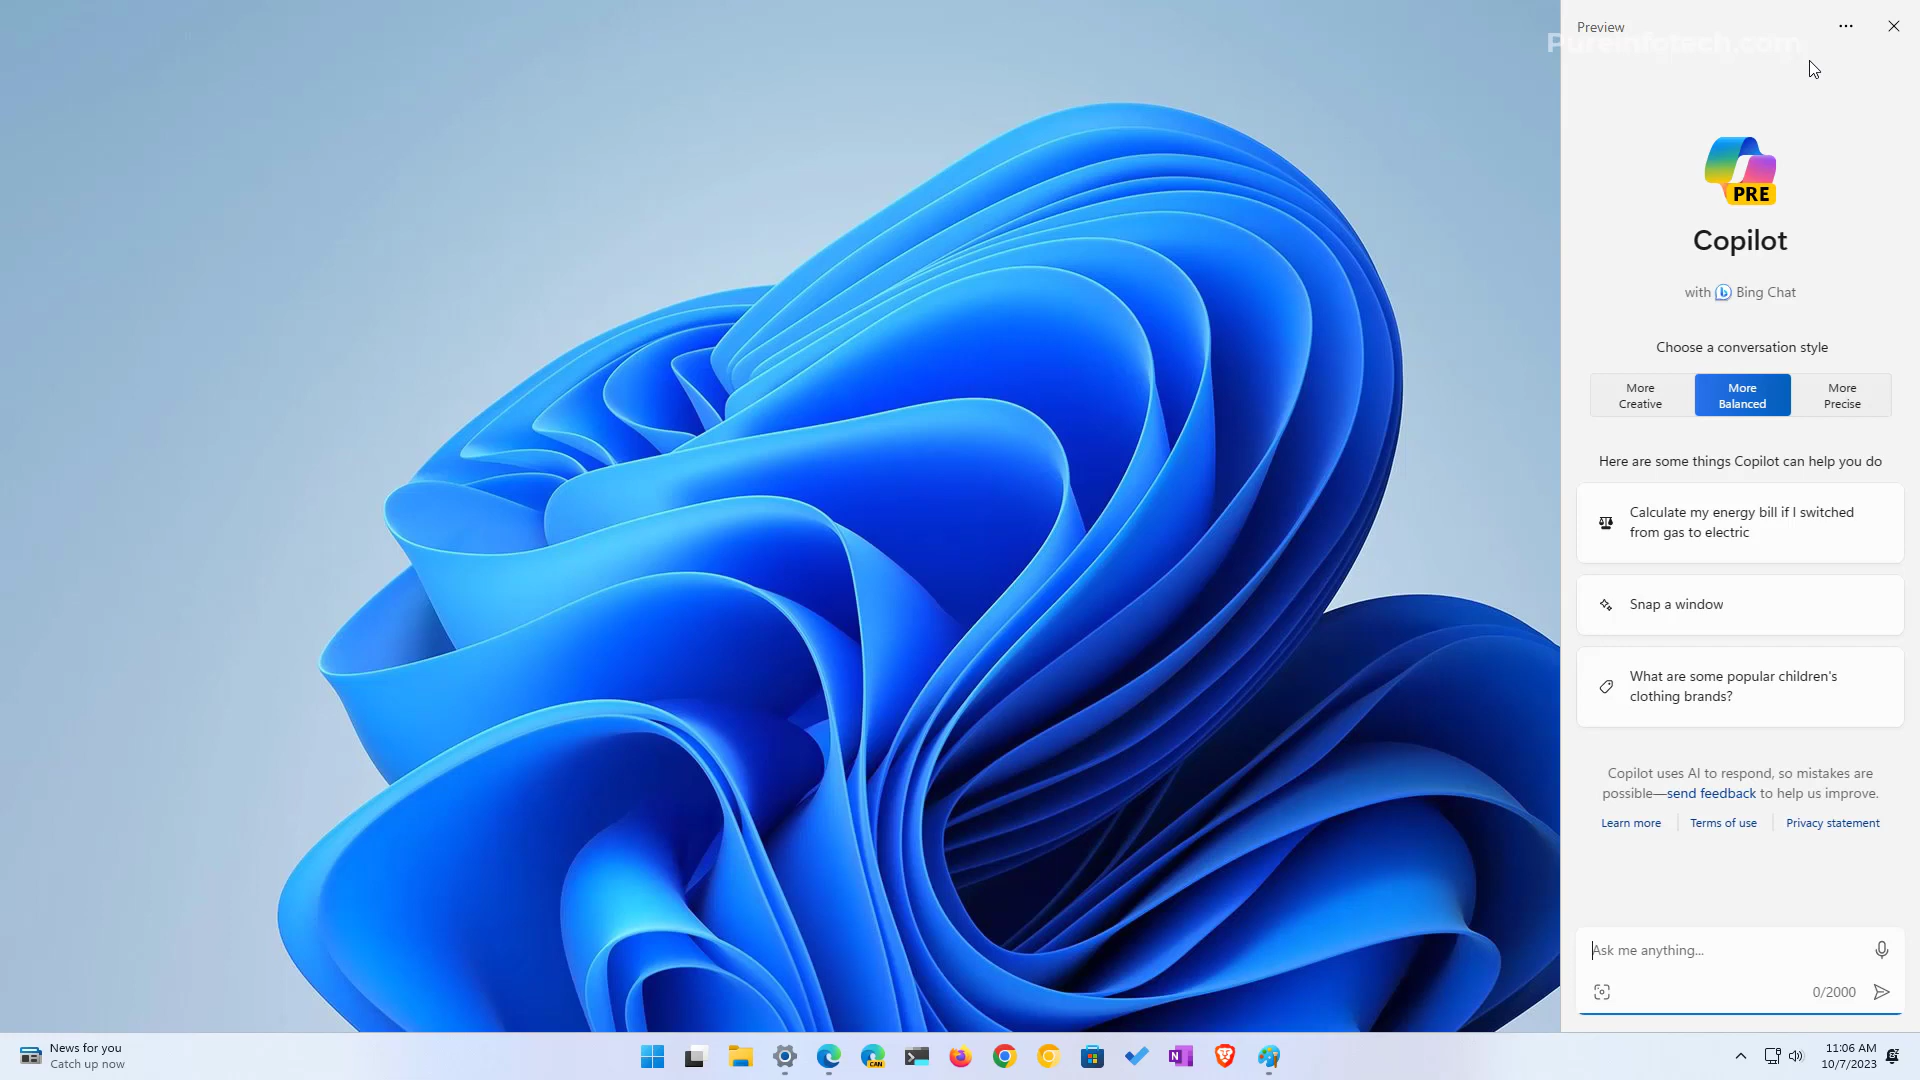 Preview
Pureinfotech.com
PRE
Copilot
with b Bing Chat
Choose a conversation style
More
Creative
More
Balanced
More
Precise
Here are some things Copilot can help you do
Calculate my energy bill if I switched
from gas to electric
Snap a window
What are some popular children's
clothing brands?
Copilot uses AI to respond, so mistakes are
possible—send feedback to help us improve.
Learn more
Terms of use
Privacy statement
Ask me anything...
0/2000
News for you
Catch up now
CAN
N
11:06 AM
10/7/2023